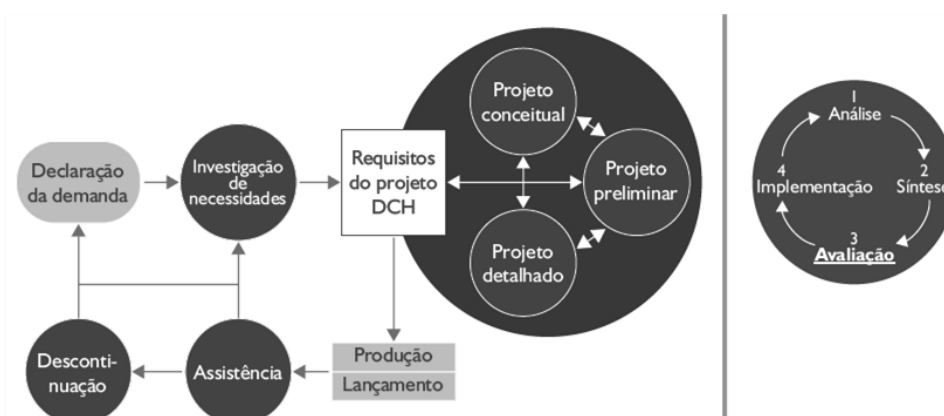 Declaração
da demanda
Investigação
de
necessidades
Requisitos
do projeto
DCH
Projeto
conceitual
Projeto
preliminar
Projeto
detalhado
Desconti-
nuação
Assistência
Produção
Lançamento
1
Análise
2
Síntese
3
Avaliação
4
Implementação